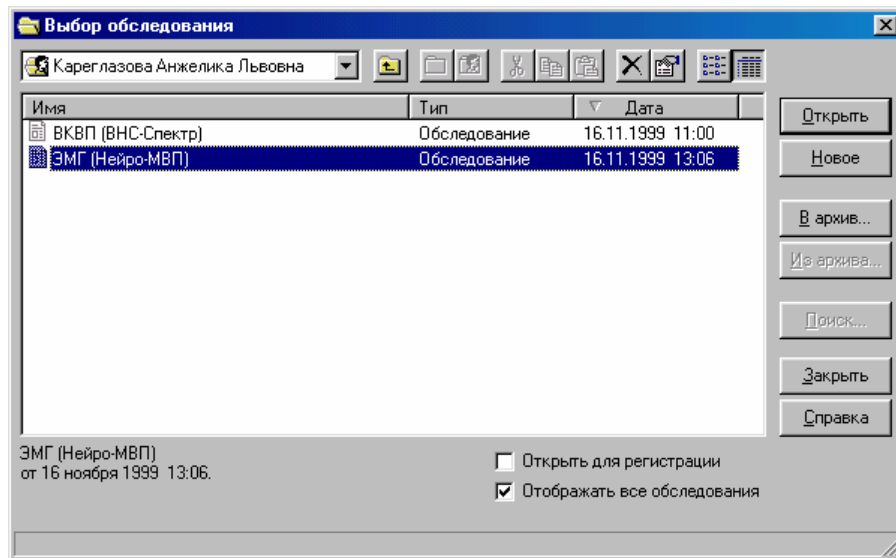 Выбор обследования
Кареглазова Анжелика Львовна
Имя Тип Дата
ВКВП (ВНС-Спектр) Обследование 16.11.1999 11:00
ЭМГ (Нейро-МВП) Обследование 16.11.1999 13:06
Открыть
Новое
В архив...
Из архива...
Поиск...
Закрыть
Справка
ЭМГ (Нейро-МВП)
от 16 ноября 1999 13:06.
Открыть для регистрации
Отображать все обследования